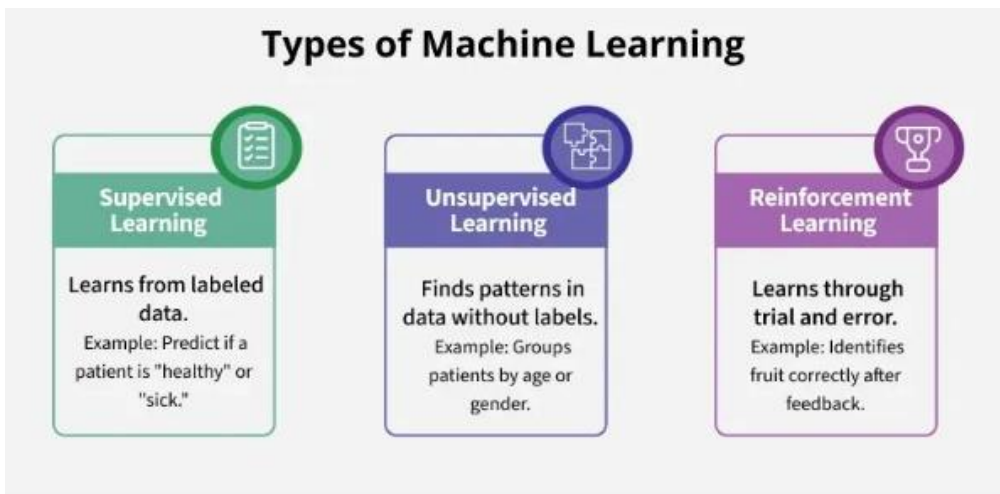 Types of Machine Learning
Supervised
Learning
Learns from labeled
data.
Example: Predict if a
patient is "healthy" or
"sick."
Unsupervised
Learning
Finds patterns in
data without labels.
Example: Groups
patients by age or
gender.
Reinforcement
Learning
Learns through
trial and error.
Example: Identifies
fruit correctly after
feedback.